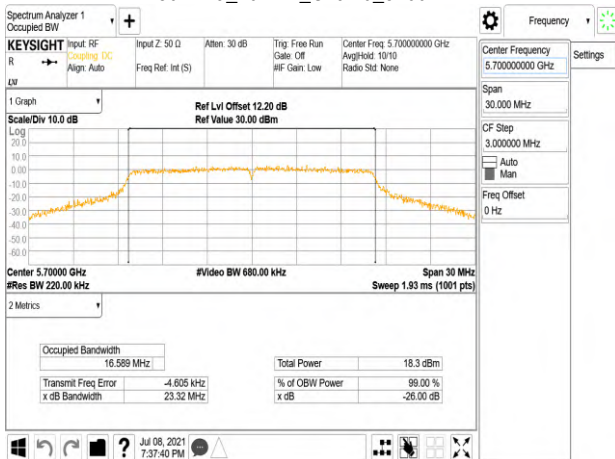 Spectrum Analyzer 1
Occupied BW
Frequency
KEYSIGHT
R
Input: RF
Coupling: DC
Align: Auto
Input Z: 50 Ω
Freq Ref: Int (S)
Atten: 30 dB
Trig: Free Run
Gate: Off
#IF Gain: Low
Center Freq: 5.700000000 GHz
Avg|Hold: 10/10
Radio Std: None
Center Frequency
5.700000000 GHz
Settings
Span
30.000 MHz
CF Step
3.000000 MHz
Auto
Man
Freq Offset
0 Hz
1 Graph
Scale/Div 10.0 dB
Ref Lvl Offset 12.20 dB
Ref Value 30.00 dBm
Log
20.0
10.0
0.00
-10.0
-20.0
-30.0
-40.0
-50.0
-60.0
Center 5.70000 GHz
#Res BW 220.00 kHz
#Video BW 680.00 kHz
Span 30 MHz
Sweep 1.93 ms (1001 pts)
2 Metrics
Occupied Bandwidth
16.589 MHz
Total Power 18.3 dBm
Transmit Freq Error -4.605 kHz
% of OBW Power 99.00 %
x dB Bandwidth 23.32 MHz
x dB -26.00 dB
?
Jul 08, 2021
7:37:40 PM